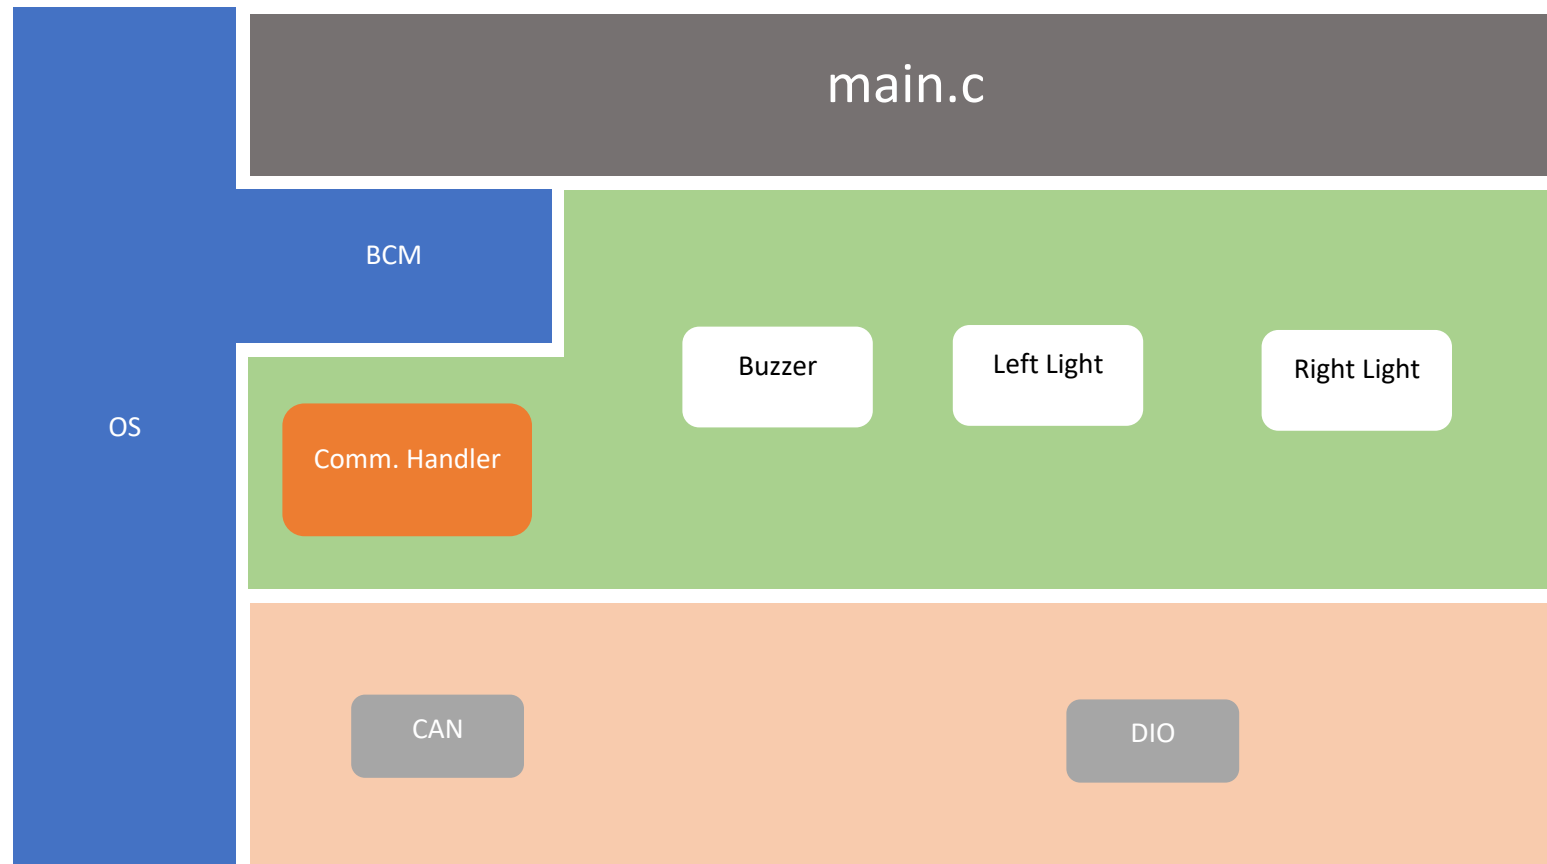 main.c
BCM
Buzzer
Left Light
Right Light
OS
Comm. Handler
CAN
DIO